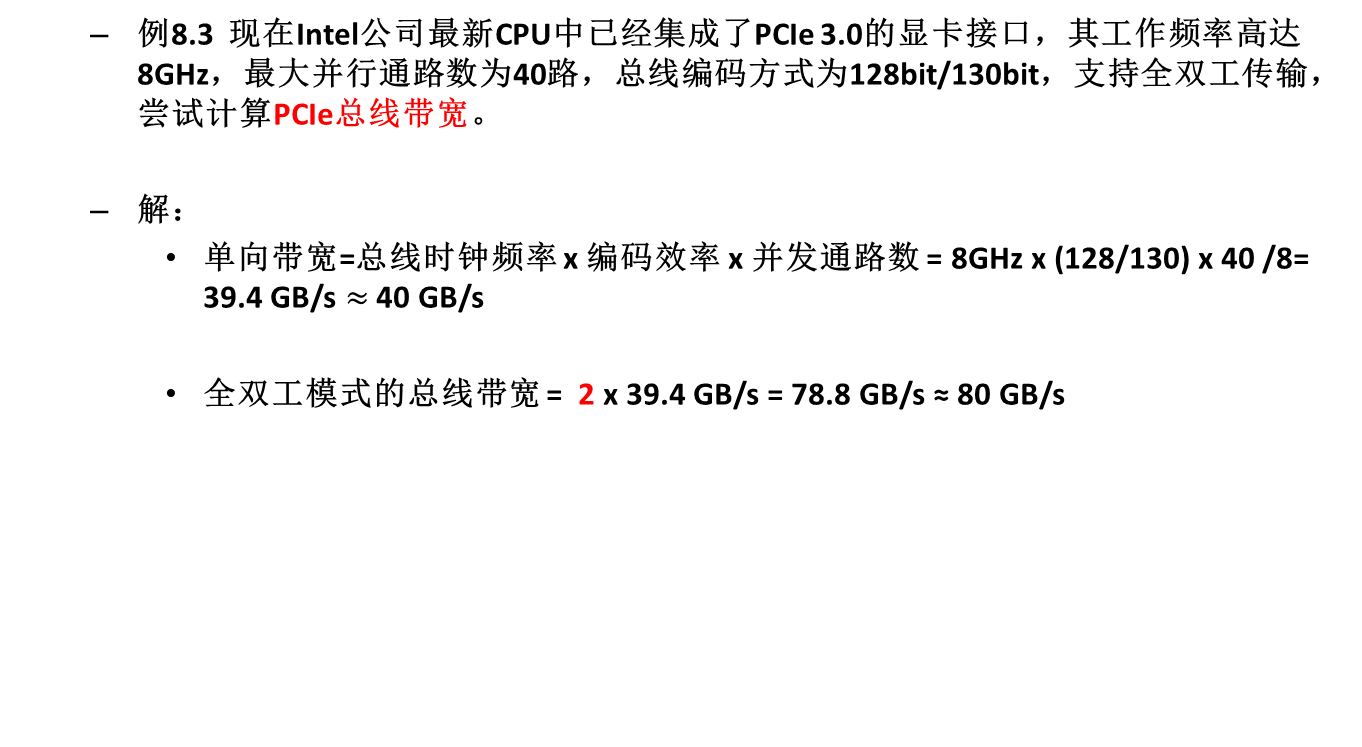 – 例8.3 现在Intel公司最新CPU中已经集成了PCIe 3.0的显卡接口，其工作频率高达
8GHz，最大并行通路数为40路，总线编码方式为128bit/130bit，支持全双工传输，
尝试计算PCIe总线带宽。
– 解：
• 单向带宽=总线时钟频率 x 编码效率 x 并发通路数 = 8GHz x (128/130) x 40 /8=
39.4 GB/s ≈ 40 GB/s
• 全双工模式的总线带宽 = 2 x 39.4 GB/s = 78.8 GB/s ≈ 80 GB/s